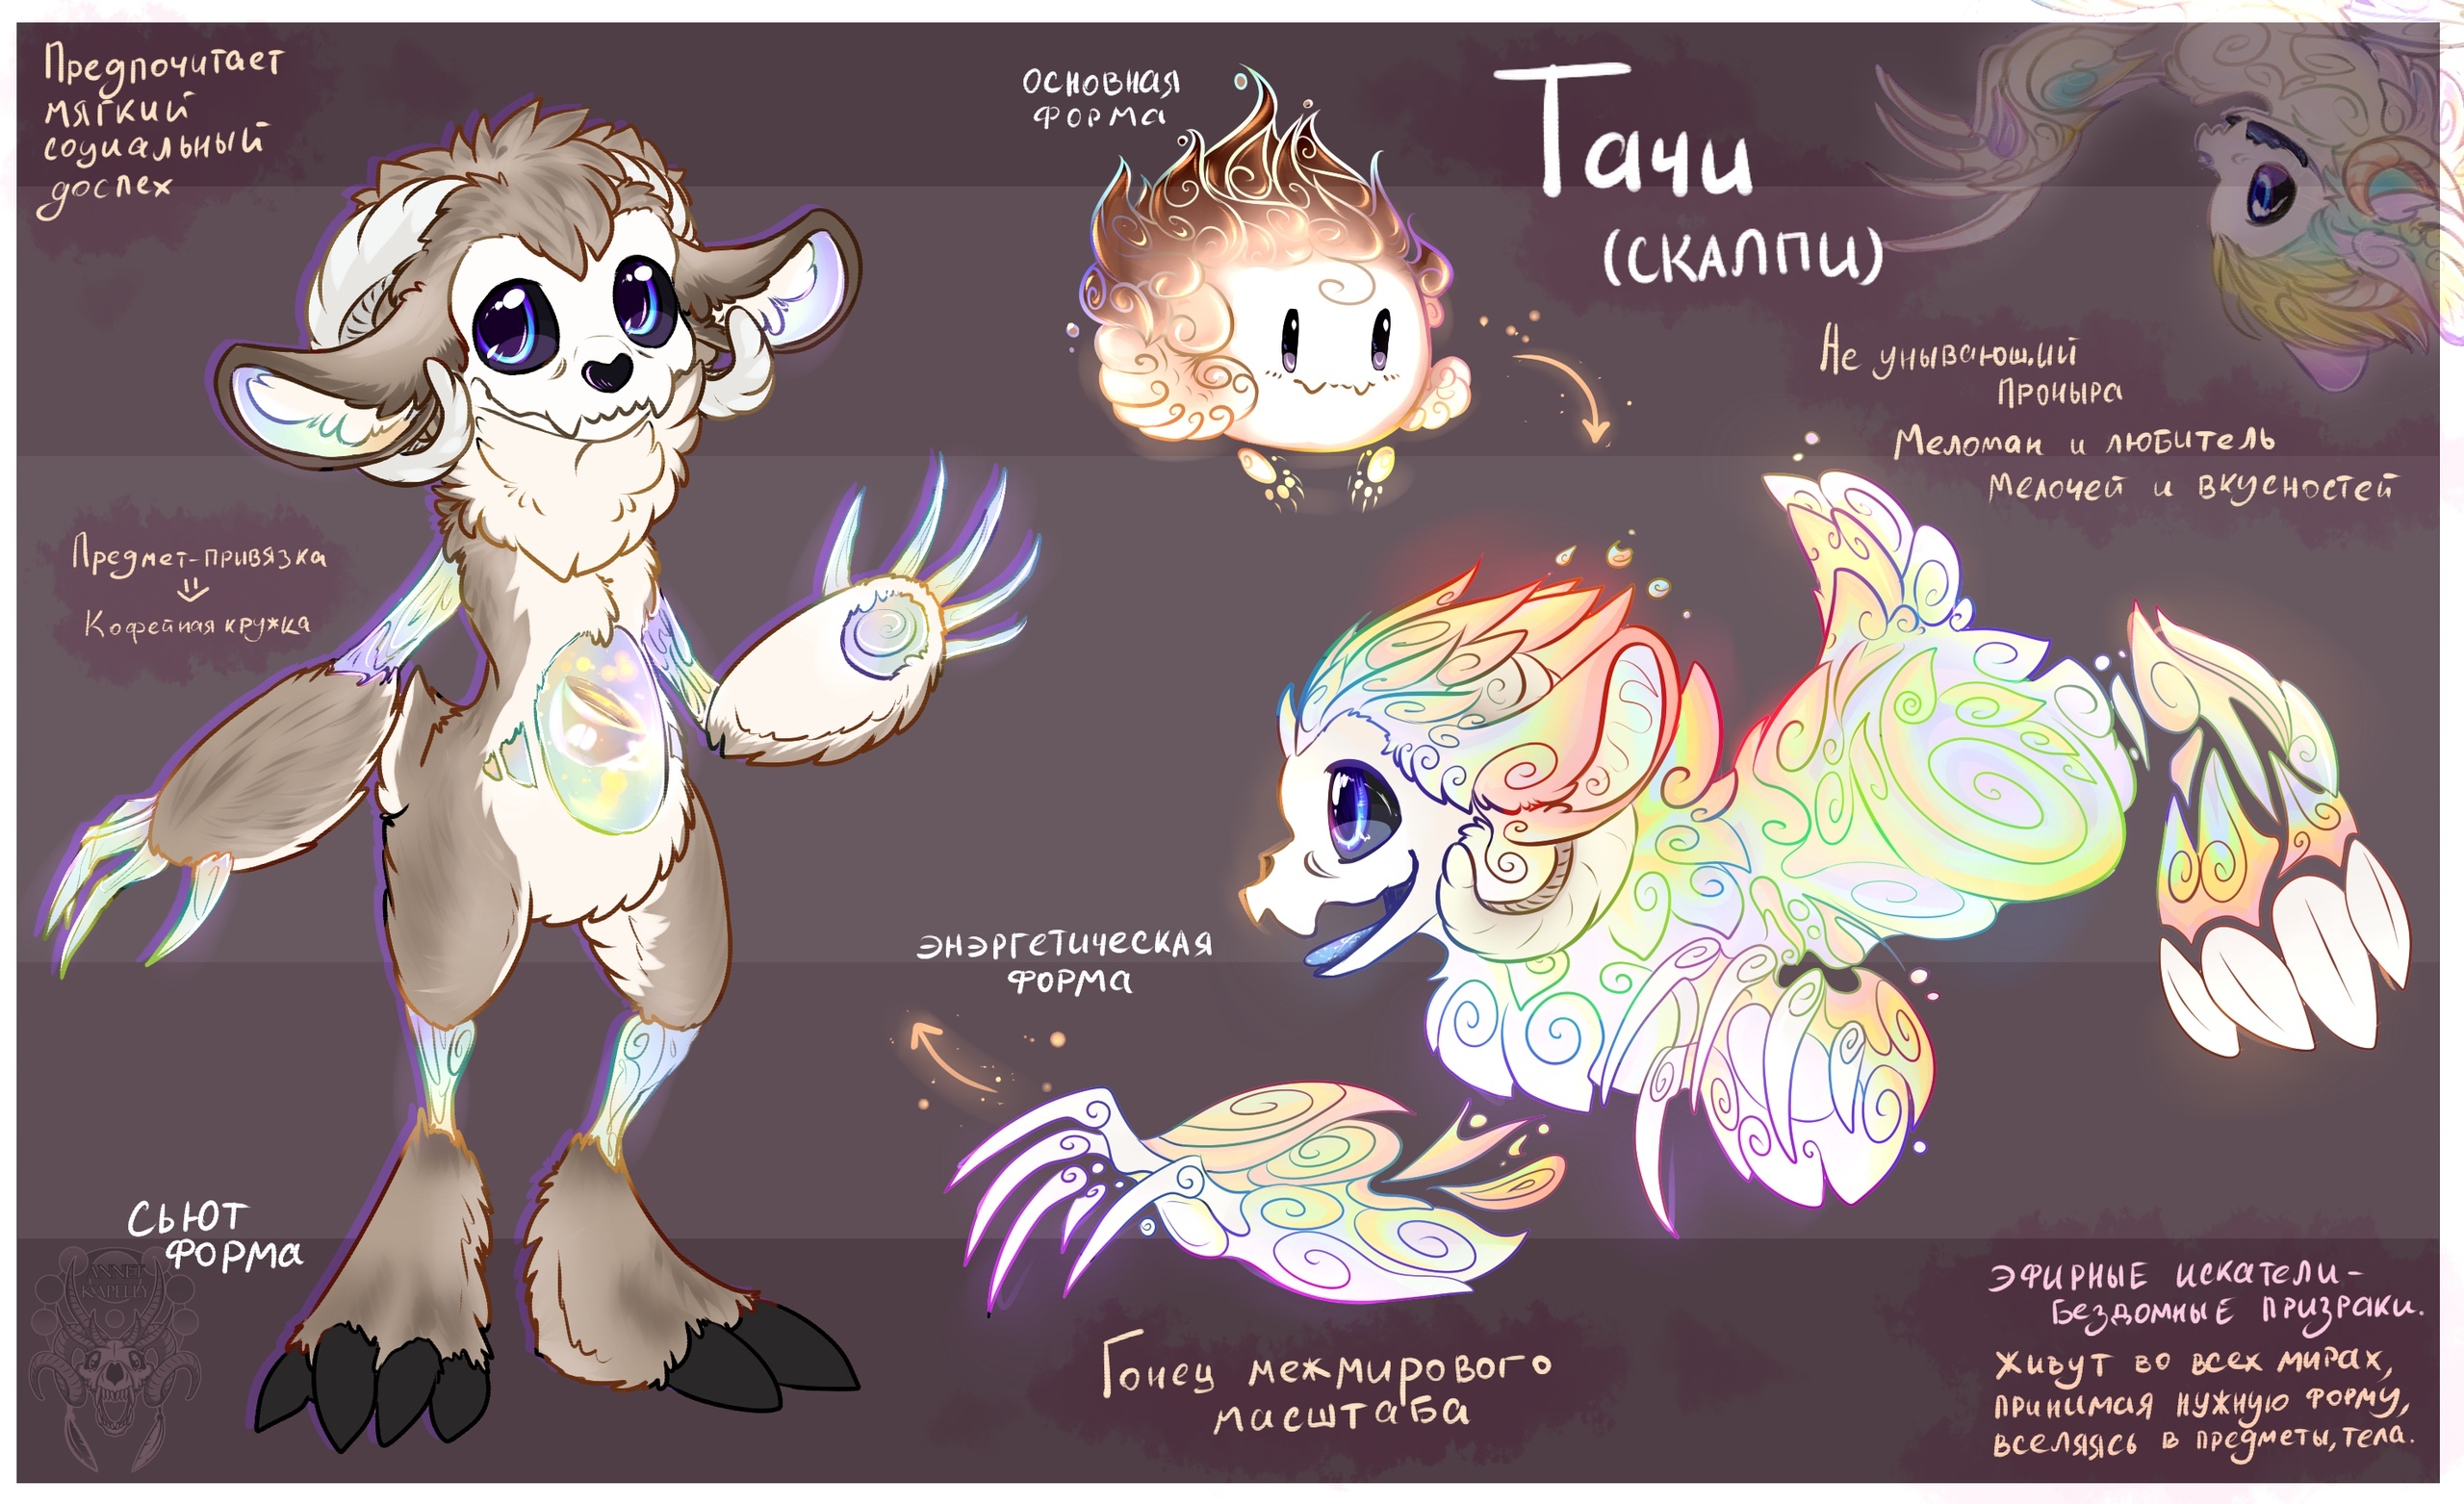 Предпочитает
мягкий
социальный
доспех
основная
форма
Тачи
(скалпи)
Не унывающий
проныра
Меломан и любитель
мелочей и вкусностей
Предмет-привязка
=>
Кофейная кружка
энэргетическая
форма
Сьют
форма
ANNET
KAPELLY
Гонец межмирового
масштаба
Эфирные искатели-
бездомные призраки.
Живут во всех мирах,
принимая нужную форму,
вселяясь в предметы, тела.